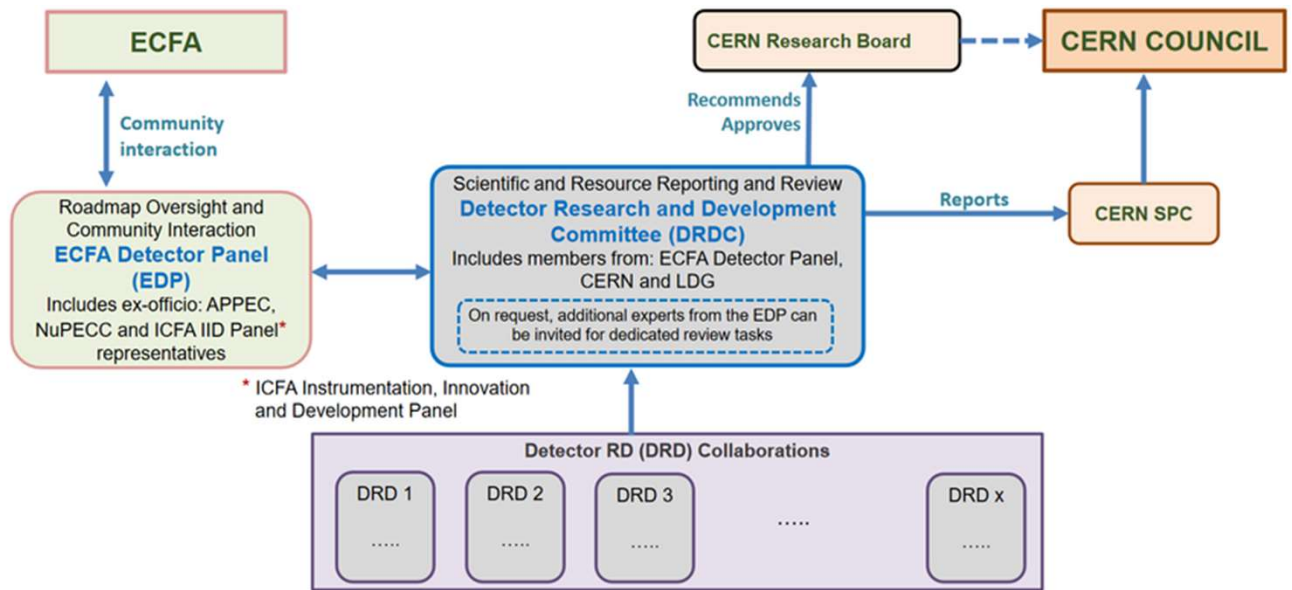 ECFA
CERN Research Board
CERN COUNCIL
Community
interaction
Recommends
Approves
Roadmap Oversight and
Community Interaction
ECFA Detector Panel
(EDP)
Includes ex-officio: APPEC,
NuPECC and ICFA IID Panel*
representatives
Scientific and Resource Reporting and Review
Detector Research and Development
Committee (DRDC)
Includes members from: ECFA Detector Panel,
CERN and LDG
On request, additional experts from the EDP can
be invited for dedicated review tasks
Reports
CERN SPC
* ICFA Instrumentation, Innovation
and Development Panel
Detector RD (DRD) Collaborations
DRD 1
.....
DRD 2
.....
DRD 3
.....
.....
DRD x
.....